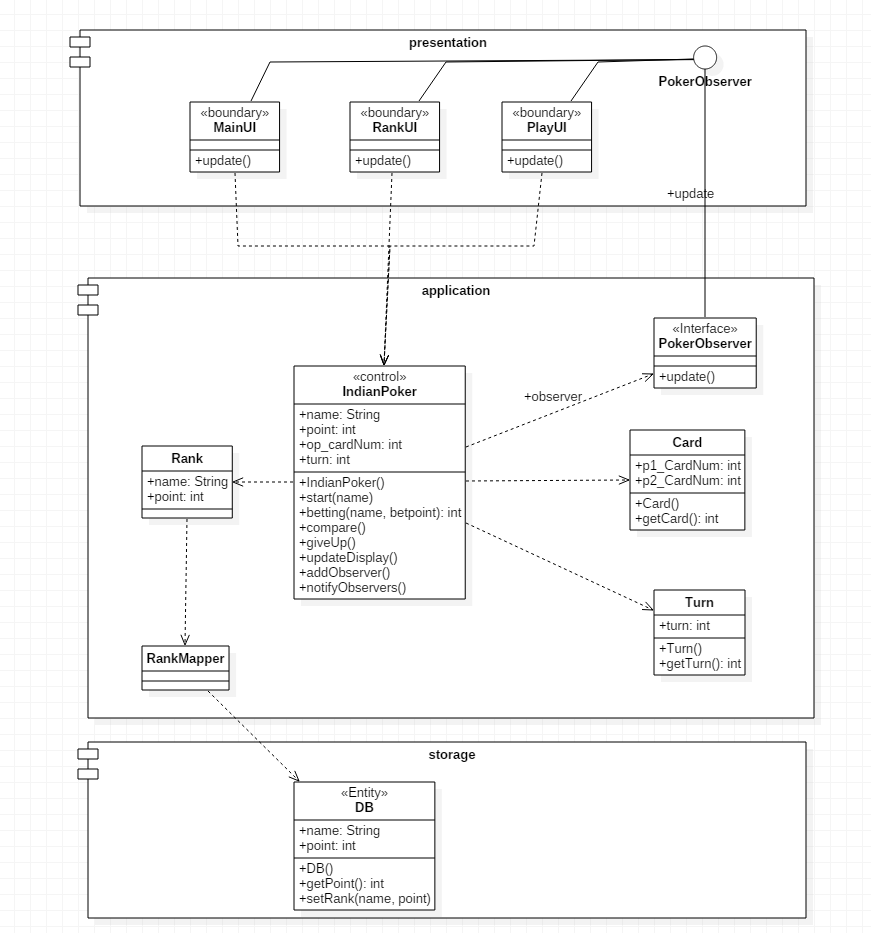 presentation
PokerObserver
«boundary»
MainUI
+update()
«boundary»
RankUI
+update()
«boundary»
PlayUI
+update()
+update
application
«Interface»
PokerObserver
+update()
«control»
IndianPoker
+name: String
+point: int
+op_cardNum: int
+turn: int
+IndianPoker()
+start(name)
+betting(name, betpoint): int
+compare()
+giveUp()
+updateDisplay()
+addObserver()
+notifyObservers()
+observer
Card
+p1_CardNum: int
+p2_CardNum: int
+Card()
+getCard(): int
Rank
+name: String
+point: int
Turn
+turn: int
+Turn()
+getTurn(): int
RankMapper
storage
«Entity»
DB
+name: String
+point: int
+DB()
+getPoint(): int
+setRank(name, point)